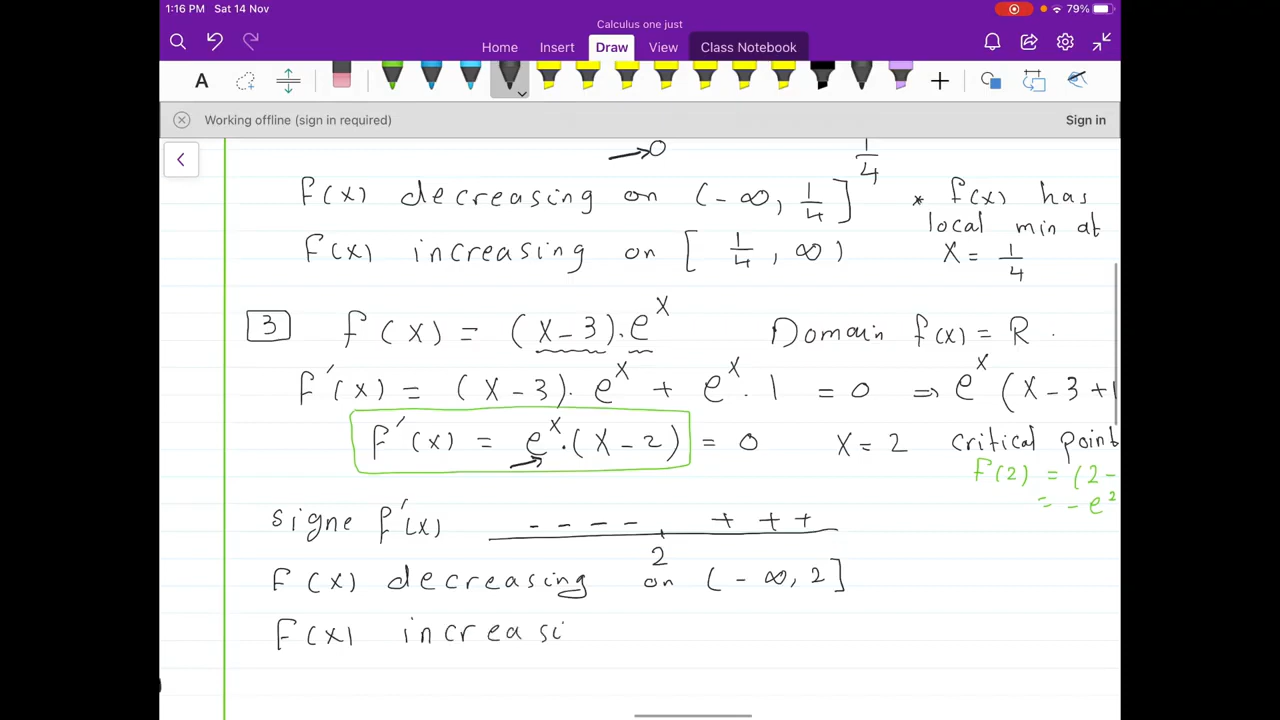 1:16 PM Sat 14 Nov
79%
Calculus one just
Home Insert Draw View Class Notebook
A
Working offline (sign in required) Sign in
→0 1/4
f(x) decreasing on (-∞, 1/4]
* f(x) has
local min at
f(x) increasing on [1/4, ∞)
x = 1/4
3 f(x) = (x-3).e^x Domain f(x) = R.
f'(x) = (x-3).e^x + e^x.1 = 0 ⇒ e^x (x-3+1
f'(x) = e^x.(x-2) = 0 x=2 critical point
f(2) = (2-
= -e^2
signe f'(x) ---- +++
2
f(x) decreasing on (-∞, 2]
f(x) increasi